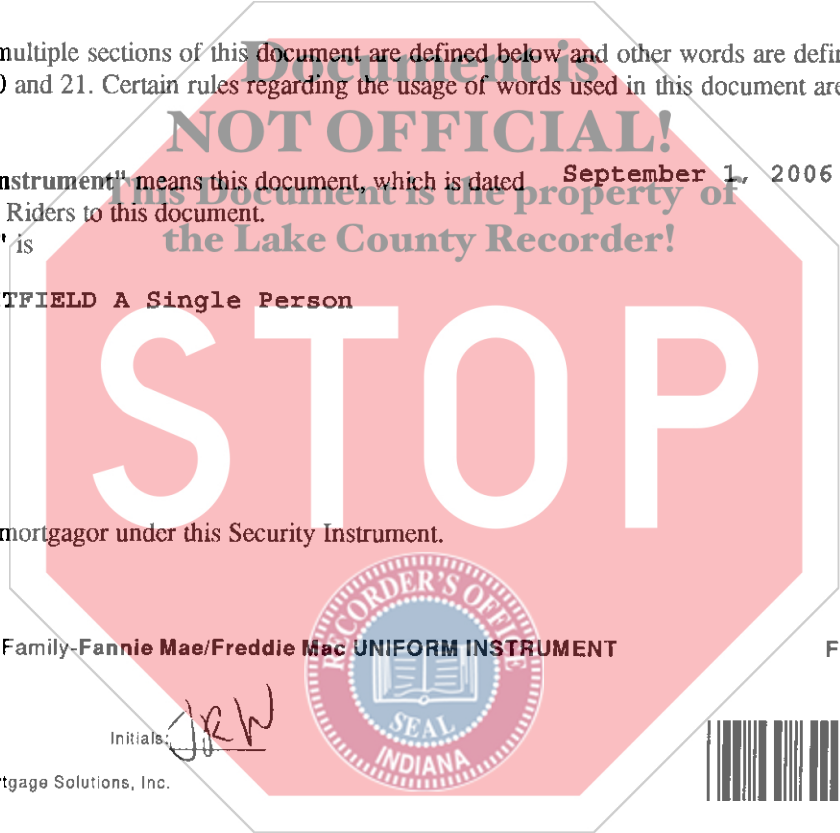 multiple sections of this document are defined below and other words are defin
Document is
0 and 21. Certain rules regarding the usage of words used in this document are
NOT OFFICIAL!
nstrument" means this document, which is dated September 1, 2006
This Document is the property of
Riders to this document.
" is
the Lake County Recorder!
TFIELD A Single Person
STOP
mortgagor under this Security Instrument.
RECORDER'S OFFICE
Family-Fannie Mae/Freddie Mac UNIFORM INSTRUMENT F
SEAL
INDIANA
Initials: JRW
tgage Solutions, Inc.